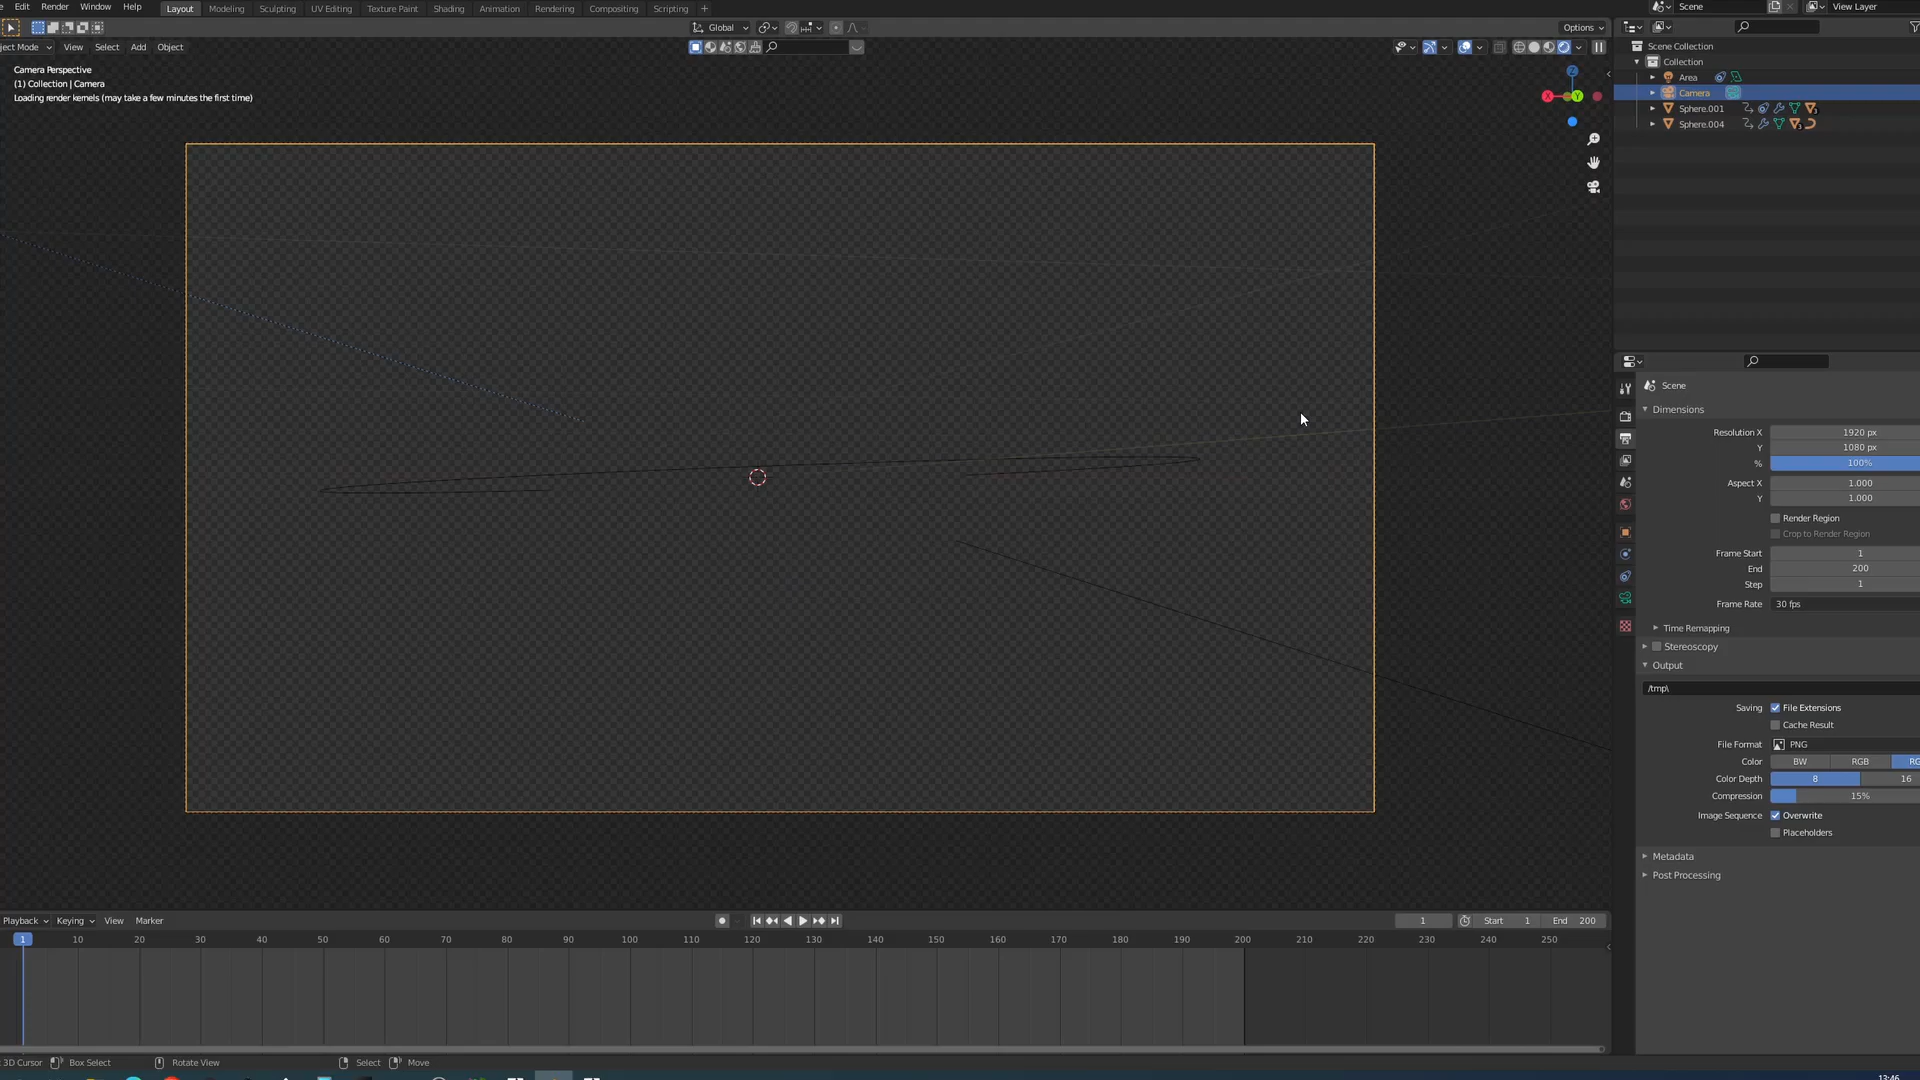 Edit Render Window Help Layout Modeling Sculpting UV Editing Texture Paint Shading Animation Rendering Compositing Scripting + Scene View Layer
Global Options
ject Mode View Select Add Object
Scene Collection
Camera Perspective
Collection
(1) Collection | Camera
Area
Loading render kernels (may take a few minutes the first time)
Camera
X Y Z
Sphere.001
Sphere.004
Scene
Dimensions
Resolution X 1920 px
Y 1080 px
% 100%
Aspect X 1.000
Y 1.000
Render Region
Crop to Render Region
Frame Start 1
End 200
Step 1
Frame Rate 30 fps
Time Remapping
Stereoscopy
Output
/tmp\
Saving File Extensions
Cache Result
File Format PNG
Color BW RGB RG
Color Depth 8 16
Compression 15%
Image Sequence Overwrite
Placeholders
Metadata
Post Processing
Playback Keying View Marker 1 Start 1 End 200
1 10 20 30 40 50 60 70 80 90 100 110 120 130 140 150 160 170 180 190 200 210 220 230 240 250
3D Cursor Box Select Rotate View Select Move
13:46